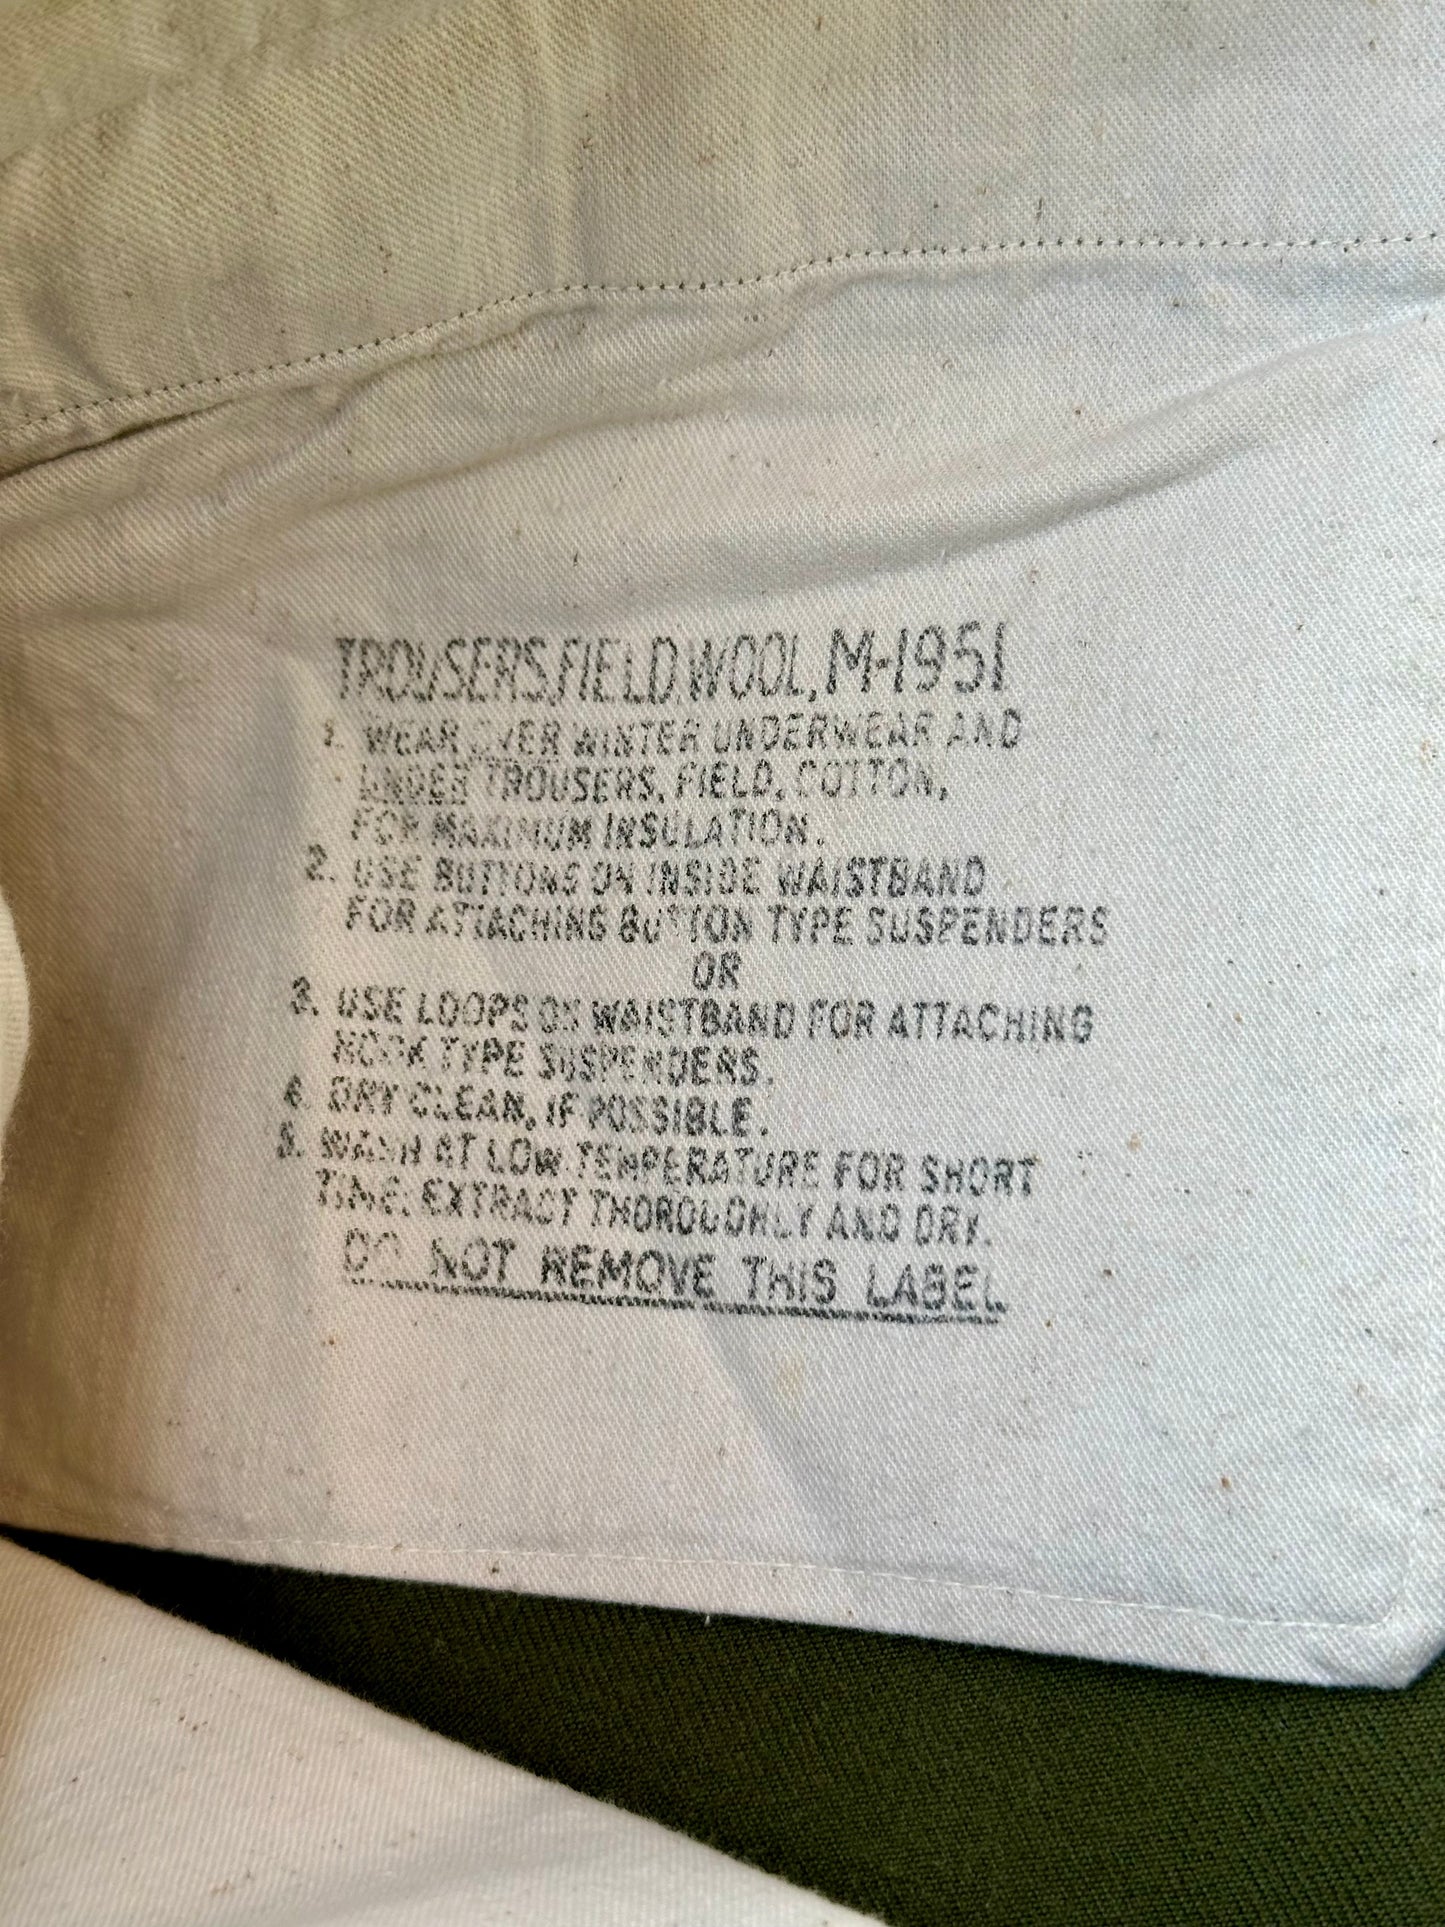 TROUSERS, FIELD, WOOL, M-1951
1. WEAR OVER WINTER UNDERWEAR AND
UNDER TROUSERS, FIELD, COTTON,
FOR MAXIMUM INSULATION.
2. USE BUTTONS ON INSIDE WAISTBAND
FOR ATTACHING BUTTON TYPE SUSPENDERS
OR
3. USE LOOPS ON WAISTBAND FOR ATTACHING
HOOK TYPE SUSPENDERS.
4. DRY CLEAN, IF POSSIBLE.
5. WASH AT LOW TEMPERATURE FOR SHORT
TIME. EXTRACT THOROUGHLY AND DRY.
DO NOT REMOVE THIS LABEL